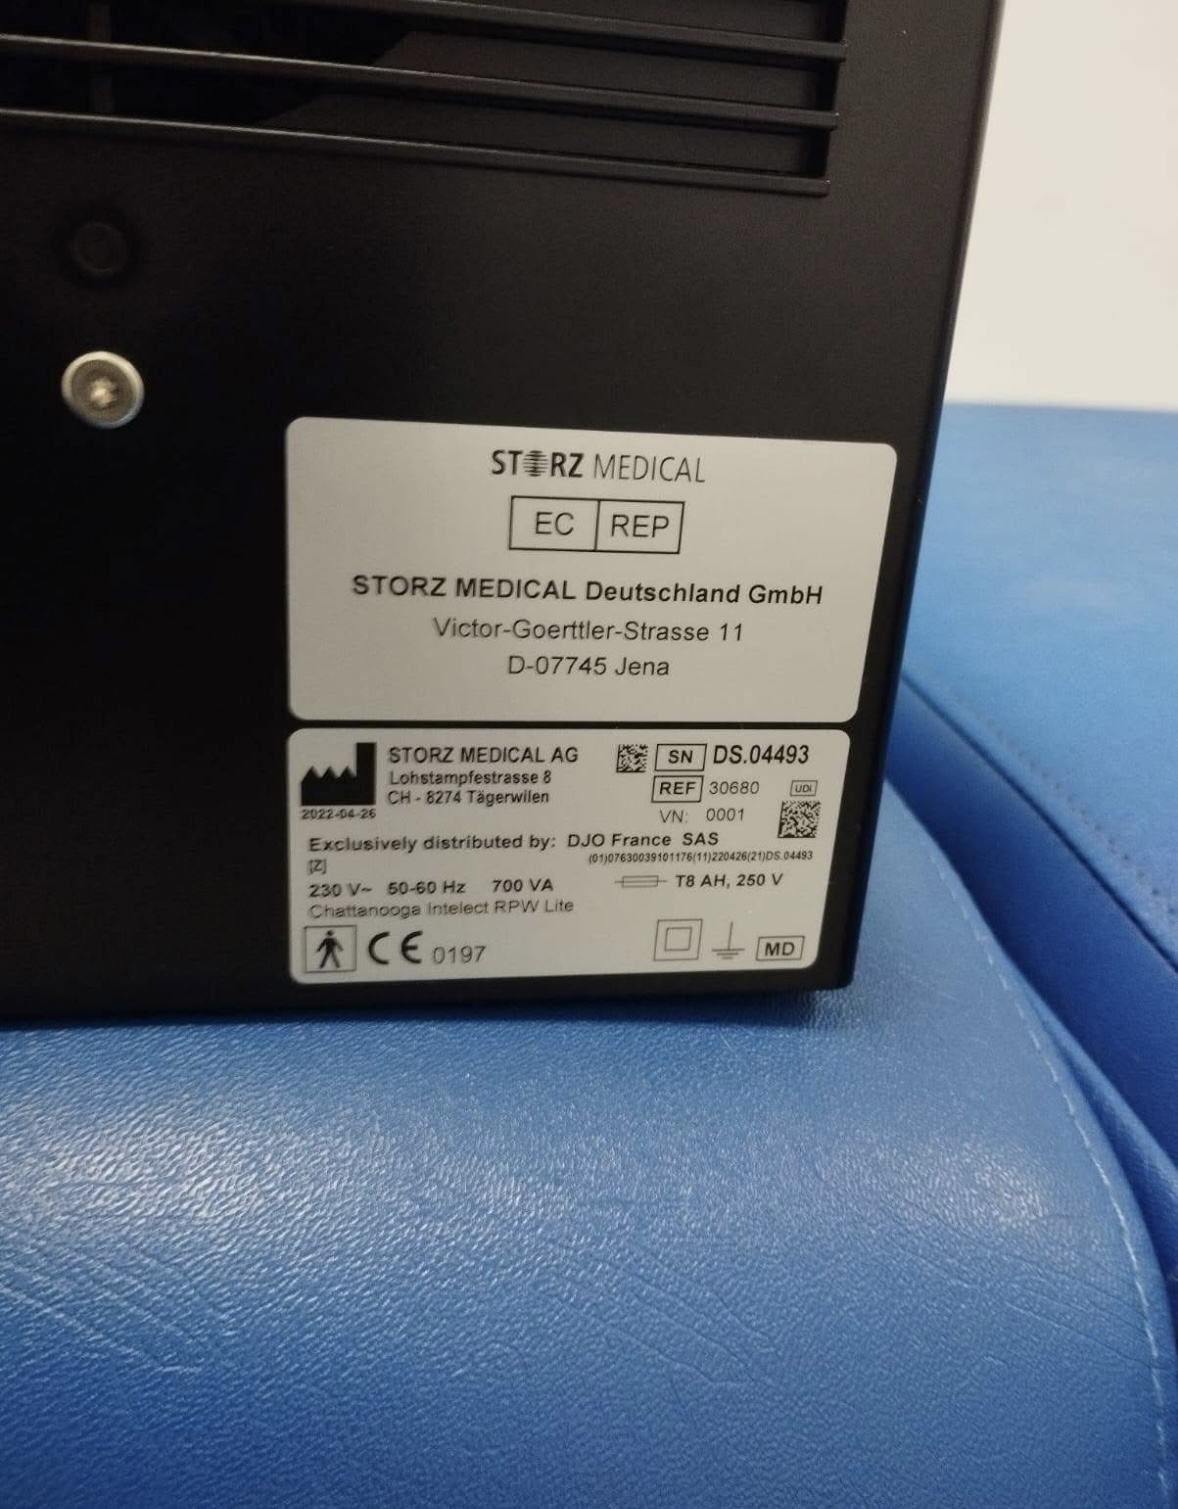 STORZ MEDICAL
EC REP
STORZ MEDICAL Deutschland GmbH
Victor-Goerttler-Strasse 11
D-07745 Jena
STORZ MEDICAL AG
Lohstampfestrasse 8
CH - 8274 Tägerwilen
2022-04-26
SN DS.04493
REF 30680
UDI
VN: 0001
Exclusively distributed by: DJO France SAS
(01)07630039101176(11)220426(21)DS.04493
[Z]
230 V~ 50-60 Hz 700 VA
T8 AH, 250 V
Chattanooga Intelect RPW Lite
CE 0197
MD